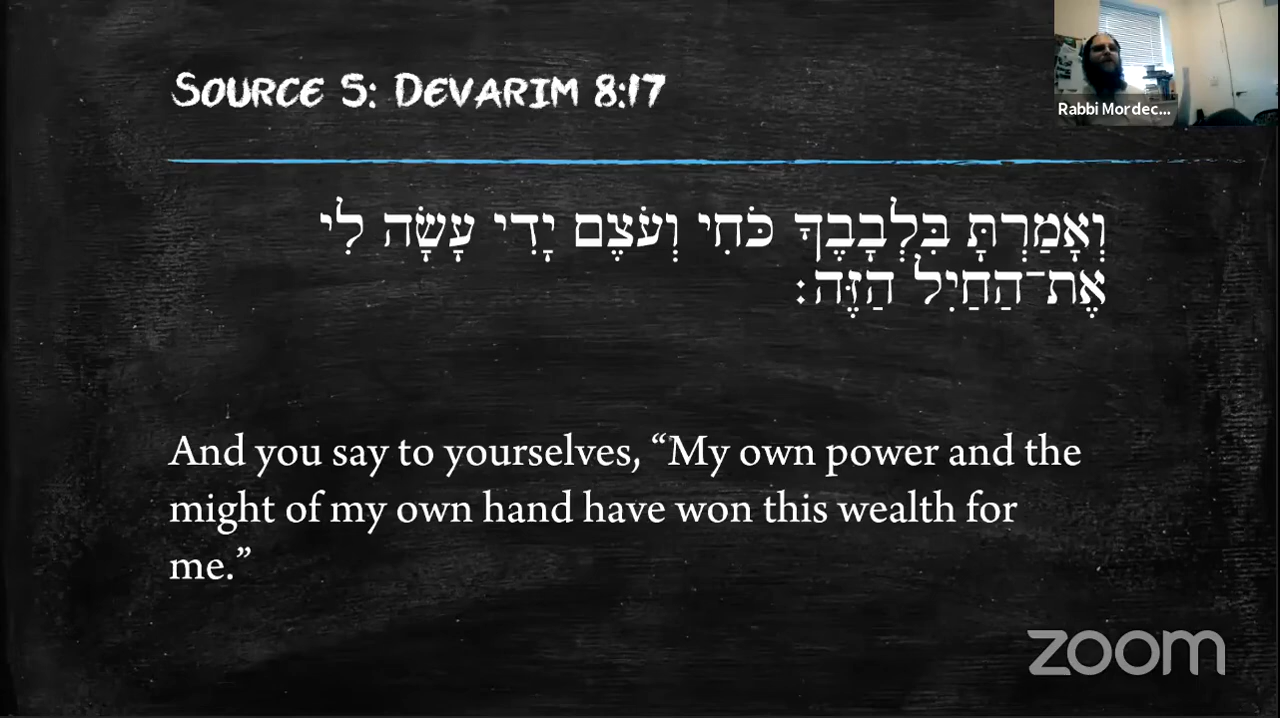 SOURCE 5: DEVARIM 8:17
Rabbi Mordec...
וְאָמַרְתָּ בִּלְבָבֶךָ כֹּחִי וְעֹצֶם יָדִי עָשָׂה לִי
אֶת־הַחַיִל הַזֶּה׃
And you say to yourselves, “My own power and the
might of my own hand have won this wealth for
me.”
zoom